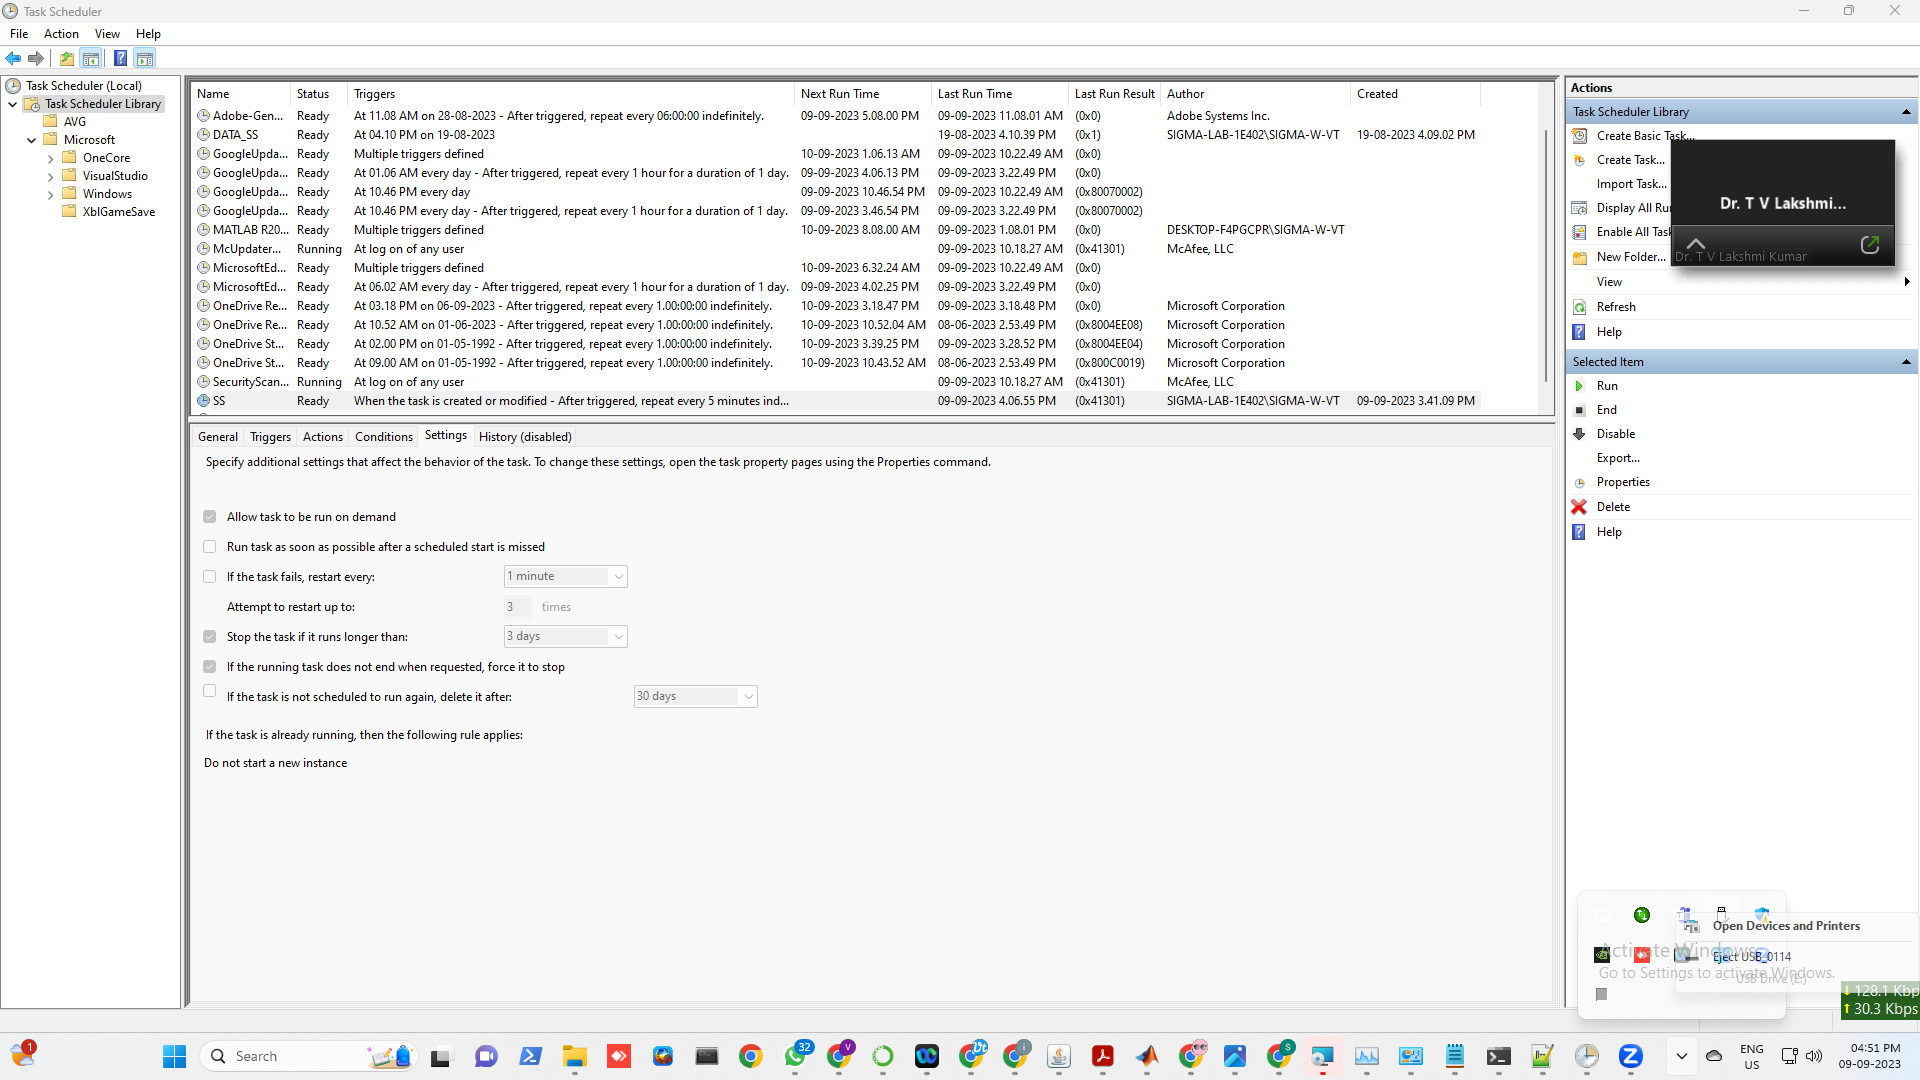 Task Scheduler
File Action View Help
Task Scheduler (Local)
Task Scheduler Library
AVG
Microsoft
OneCore
VisualStudio
Windows
XblGameSave
Name Status Triggers Next Run Time Last Run Time Last Run Result Author Created
Adobe-Gen... Ready At 11.08 AM on 28-08-2023 - After triggered, repeat every 06:00:00 indefinitely. 09-09-2023 5.08.00 PM 09-09-2023 11.08.01 AM (0x0) Adobe Systems Inc.
DATA_SS Ready At 04.10 PM on 19-08-2023 19-08-2023 4.10.39 PM (0x1) SIGMA-LAB-1E402\SIGMA-W-VT 19-08-2023 4.09.02 PM
GoogleUpda... Ready Multiple triggers defined 10-09-2023 1.06.13 AM 09-09-2023 10.22.49 AM (0x0)
GoogleUpda... Ready At 01.06 AM every day - After triggered, repeat every 1 hour for a duration of 1 day. 09-09-2023 4.06.13 PM 09-09-2023 3.22.49 PM (0x0)
GoogleUpda... Ready At 10.46 PM every day 09-09-2023 10.46.54 PM 09-09-2023 10.22.49 AM (0x80070002)
GoogleUpda... Ready At 10.46 PM every day - After triggered, repeat every 1 hour for a duration of 1 day. 09-09-2023 3.46.54 PM 09-09-2023 3.22.49 PM (0x80070002)
MATLAB R20... Ready Multiple triggers defined 10-09-2023 8.08.00 AM 09-09-2023 1.08.01 PM (0x0) DESKTOP-F4PGCPR\SIGMA-W-VT
McUpdater... Running At log on of any user 09-09-2023 10.18.27 AM (0x41301) McAfee, LLC
MicrosoftEd... Ready Multiple triggers defined 10-09-2023 6.32.24 AM 09-09-2023 10.22.49 AM (0x0)
MicrosoftEd... Ready At 06.02 AM every day - After triggered, repeat every 1 hour for a duration of 1 day. 09-09-2023 4.02.25 PM 09-09-2023 3.22.49 PM (0x0)
OneDrive Re... Ready At 03.18 PM on 06-09-2023 - After triggered, repeat every 1.00:00:00 indefinitely. 10-09-2023 3.18.47 PM 09-09-2023 3.18.48 PM (0x0) Microsoft Corporation
OneDrive Re... Ready At 10.52 AM on 01-06-2023 - After triggered, repeat every 1.00:00:00 indefinitely. 10-09-2023 10.52.04 AM 08-06-2023 2.53.49 PM (0x8004EE08) Microsoft Corporation
OneDrive St... Ready At 02.00 PM on 01-05-1992 - After triggered, repeat every 1.00:00:00 indefinitely. 10-09-2023 3.39.25 PM 09-09-2023 3.28.52 PM (0x8004EE04) Microsoft Corporation
OneDrive St... Ready At 09.00 AM on 01-05-1992 - After triggered, repeat every 1.00:00:00 indefinitely. 10-09-2023 10.43.52 AM 08-06-2023 2.53.49 PM (0x800C0019) Microsoft Corporation
SecurityScan... Running At log on of any user 09-09-2023 10.18.27 AM (0x41301) McAfee, LLC
SS Ready When the task is created or modified - After triggered, repeat every 5 minutes ind... 09-09-2023 4.06.55 PM (0x41301) SIGMA-LAB-1E402\SIGMA-W-VT 09-09-2023 3.41.09 PM
General Triggers Actions Conditions Settings History (disabled)
Specify additional settings that affect the behavior of the task. To change these settings, open the task property pages using the Properties command.
Allow task to be run on demand
Run task as soon as possible after a scheduled start is missed
If the task fails, restart every: 1 minute
Attempt to restart up to: 3 times
Stop the task if it runs longer than: 3 days
If the running task does not end when requested, force it to stop
If the task is not scheduled to run again, delete it after: 30 days
If the task is already running, then the following rule applies:
Do not start a new instance
Actions
Task Scheduler Library
Create Basic Task...
Create Task...
Import Task...
Display All Ru
Enable All Task
New Folder...
View
Refresh
Help
Selected Item
Run
End
Disable
Export...
Properties
Delete
Help
Dr. T V Lakshmi...
Dr. T V Lakshmi Kumar
Open Devices and Printers
Activate Windows
Eject USB_0114
Go to Settings to activate Windows.
USB Drive (E:)
128.1 Kbp
30.3 Kbps
1
Search
32
V
S
ENG
US
04:51 PM
09-09-2023